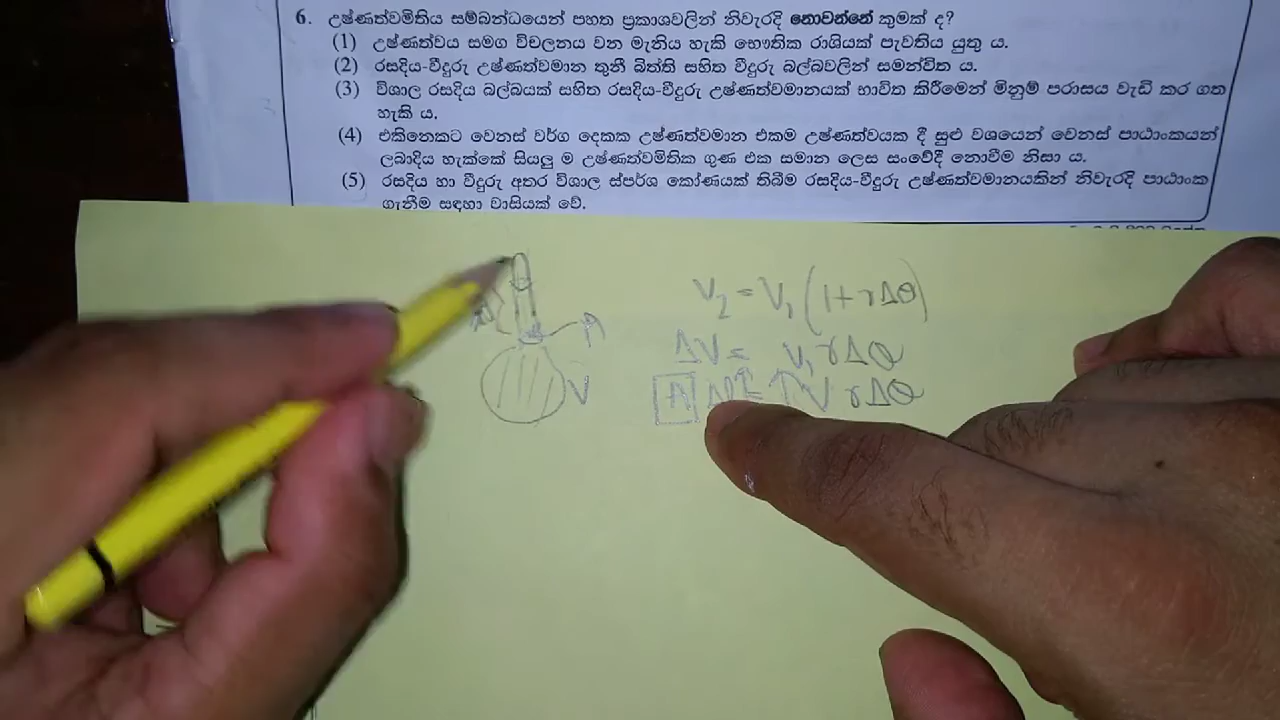 6. උෂ්ණත්වමිතිය සම්බන්ධයෙන් පහත ප්‍රකාශවලින් නිවැරදි නොවන්නේ කුමක් ද?
(1) උෂ්ණත්වය සමග විචලනය වන මැනිය හැකි භෞතික රාශියක් පැවතිය යුතු ය.
(2) රසදිය-වීදුරු උෂ්ණත්වමාන තුනී බිත්ති සහිත වීදුරු බල්බවලින් සමන්විත ය.
(3) විශාල රසදිය බල්බයක් සහිත රසදිය-වීදුරු උෂ්ණත්වමානයක් භාවිත කිරීමෙන් මිනුම් පරාසය වැඩි කර ගත
හැකි ය.
(4) එකිනෙකට වෙනස් වර්ග දෙකක උෂ්ණත්වමාන එකම උෂ්ණත්වයක දී සුළු වශයෙන් වෙනස් පාඨාංකයන්
ලබාදිය හැක්කේ සියලු ම උෂ්ණත්වමිතික ගුණ එක සමාන ලෙස සංවේදී නොවීම නිසා ය.
(5) රසදිය හා වීදුරු අතර විශාල ස්පර්ශ කෝණයක් තිබීම රසදිය-වීදුරු උෂ්ණත්වමානයකින් නිවැරදි පාඨාංක
ගැනීම සඳහා වාසියක් වේ.
V₂ = V₁ (1 + γΔθ)
ΔV = V₁ γΔθ
A Δl = V γΔθ
A
V